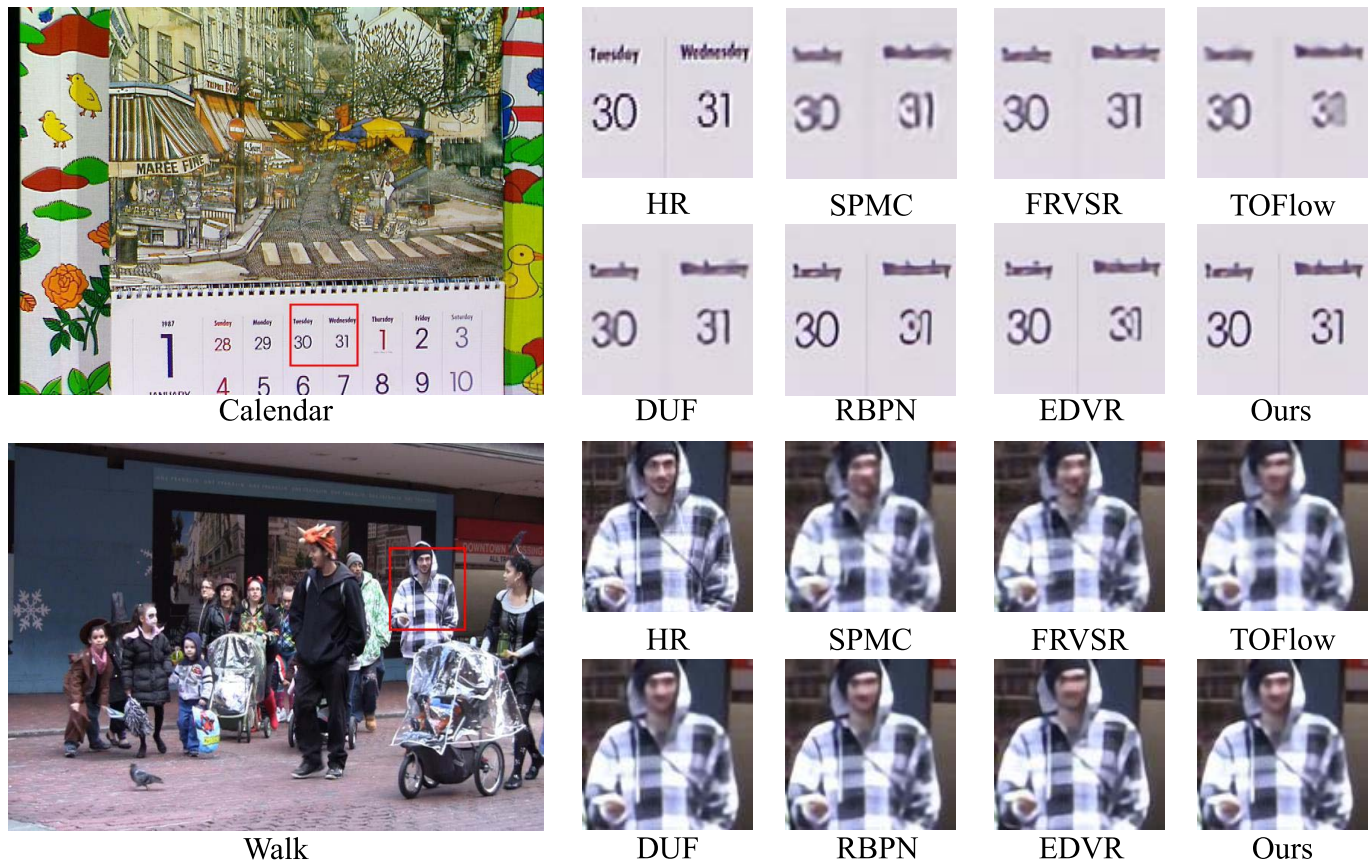 MAREE FINE
1987
Sunday Monday Tuesday Wednesday Thursday Friday Saturday
1 28 29 30 31 1 2 3
JANUARY 4 5 6 7 8 9 10
Calendar
Tuesday Wednesday
30 31
30 31
30 31
30
HR SPMC FRVSR TOFlow
30 31
30 31
30 31
30 31
DUF RBPN EDVR Ours
DOWNTOWN
Walk
HR SPMC FRVSR TOFlow
DUF RBPN EDVR Ours